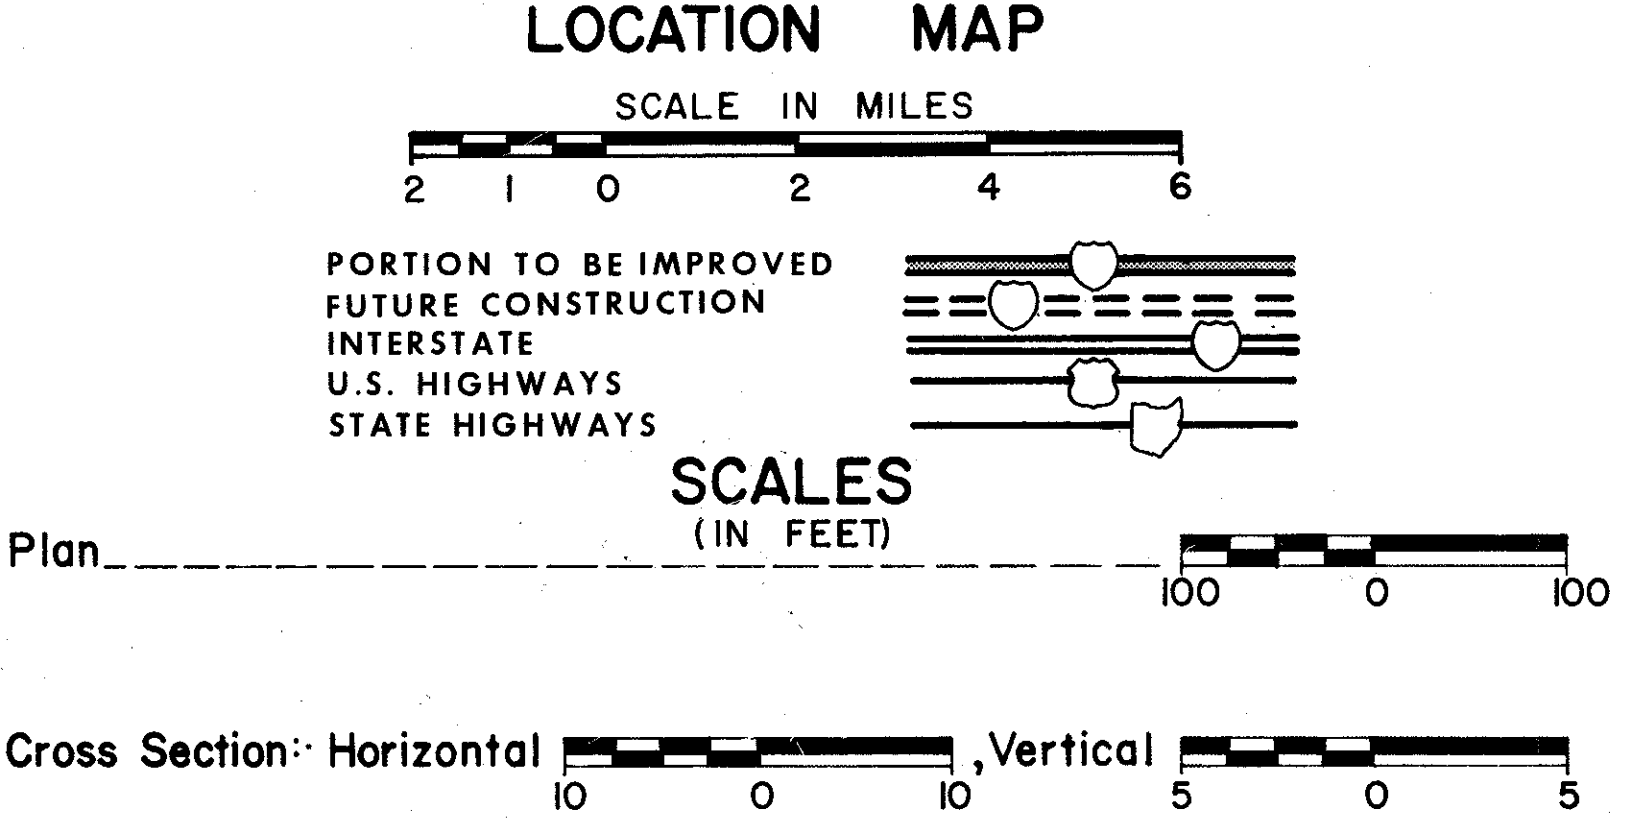 LOCATION MAP
SCALE IN MILES
2 1 0 2 4 6
PORTION TO BE IMPROVED
FUTURE CONSTRUCTION
INTERSTATE
U.S. HIGHWAYS
STATE HIGHWAYS
SCALES
(IN FEET)
Plan
100 0 100
Cross Section: Horizontal , Vertical
10 0 10 5 0 5